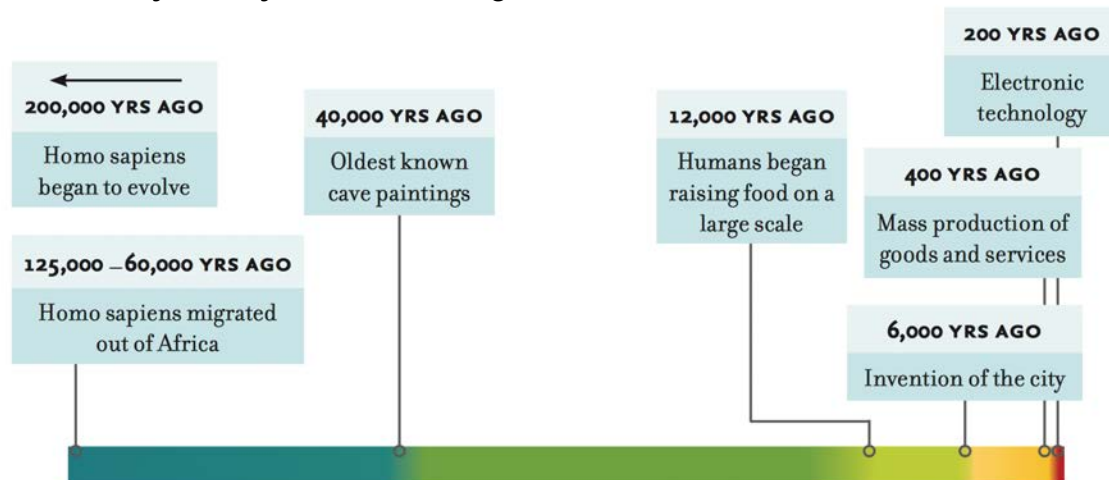 200,000 YRS AGO
Homo sapiens
began to evolve
125,000 –60,000 YRS AGO
Homo sapiens migrated
out of Africa
40,000 YRS AGO
Oldest known
cave paintings
12,000 YRS AGO
Humans began
raising food on a
large scale
6,000 YRS AGO
Invention of the city
400 YRS AGO
Mass production of
goods and services
200 YRS AGO
Electronic
technology